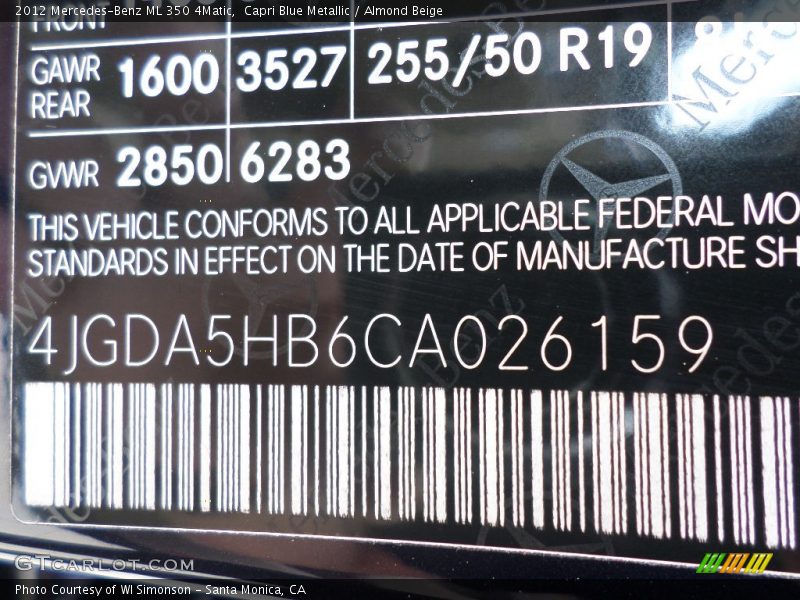 2012 Mercedes-Benz ML 350 4Matic,  Capri Blue Metallic / Almond Beige
FRONT
GAWR REAR 1600 3527 255/50 R19
GVWR 2850 6283
THIS VEHICLE CONFORMS TO ALL APPLICABLE FEDERAL MO
STANDARDS IN EFFECT ON THE DATE OF MANUFACTURE SH
4JGDA5HB6CA026159
GTCARLOT.COM
Photo Courtesy of WI Simonson - Santa Monica, CA